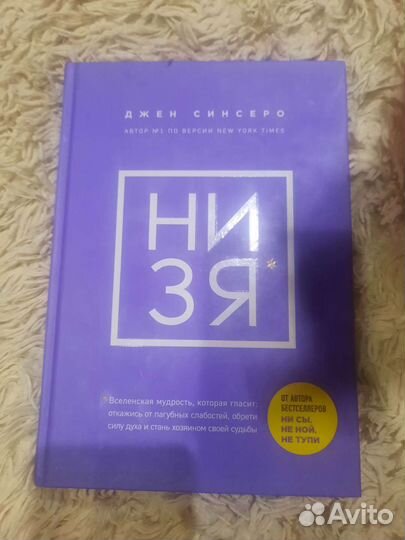 ДЖЕН СИНСЕРО
АВТОР №1 ПО ВЕРСИИ NEW YORK TIMES
НИ
ЗЯ*
* Вселенская мудрость, которая гласит:
откажись от пагубных слабостей, обрети
силу духа и стань хозяином своей судьбы
ОТ АВТОРА
БЕСТСЕЛЛЕРОВ
НИ СЫ,
НЕ НОЙ,
НЕ ТУПИ
Avito